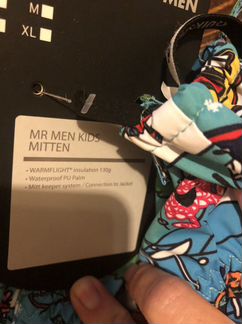 MEN
M
XL
MR MEN KIDS
MITTEN
• WARMFLIGHT® insulation 130g
• Waterproof PU Palm
• Mitt keeper system / Connection to Jacket